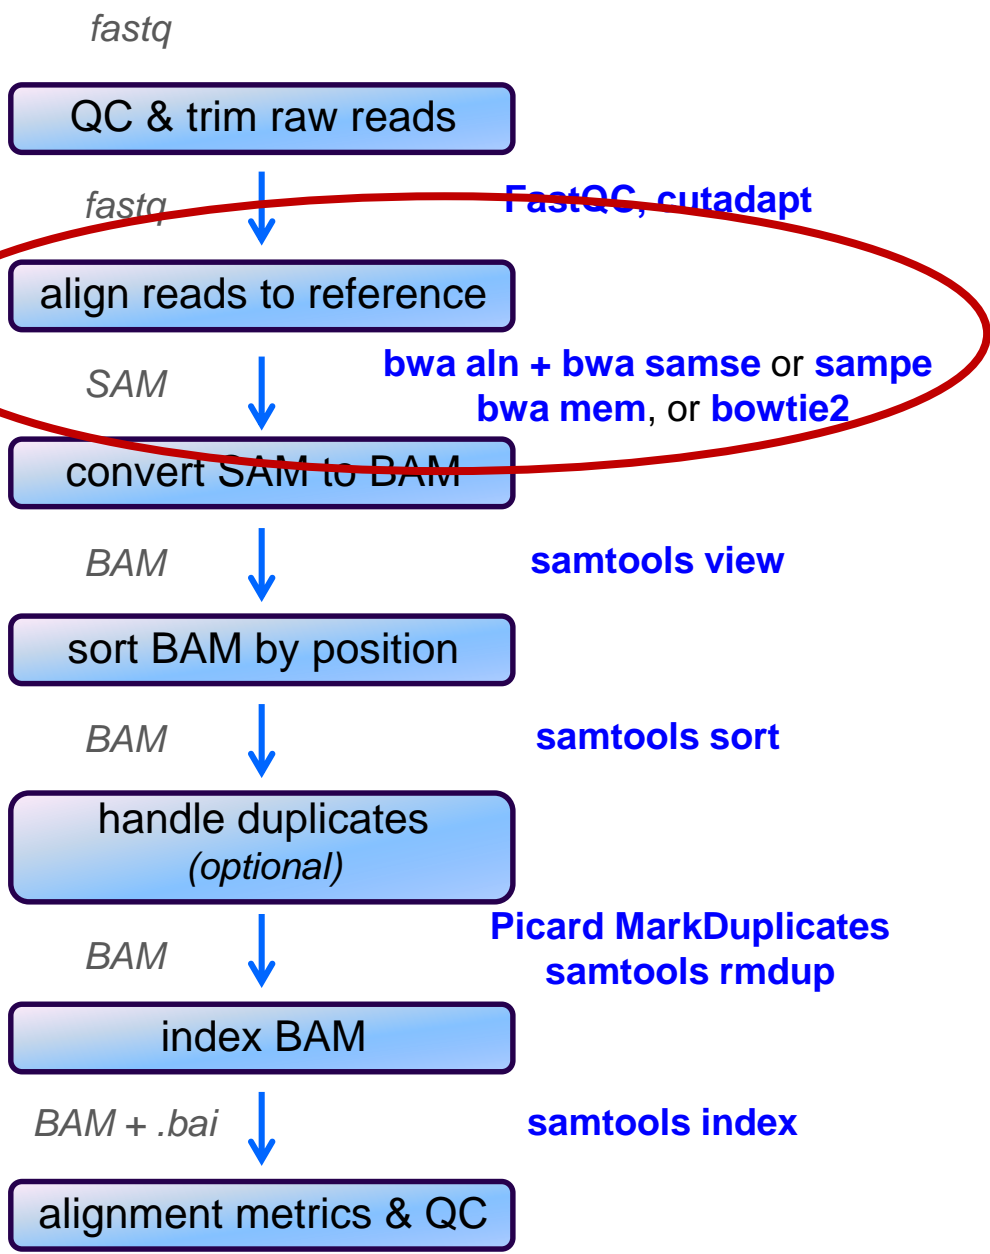 fastq
QC & trim raw reads
fastq
FastQC, cutadapt
align reads to reference
SAM
bwa aln + bwa samse or sampe
bwa mem, or bowtie2
convert SAM to BAM
BAM
samtools view
sort BAM by position
BAM
samtools sort
handle duplicates
(optional)
BAM
Picard MarkDuplicates
samtools rmdup
index BAM
BAM + .bai
samtools index
alignment metrics & QC